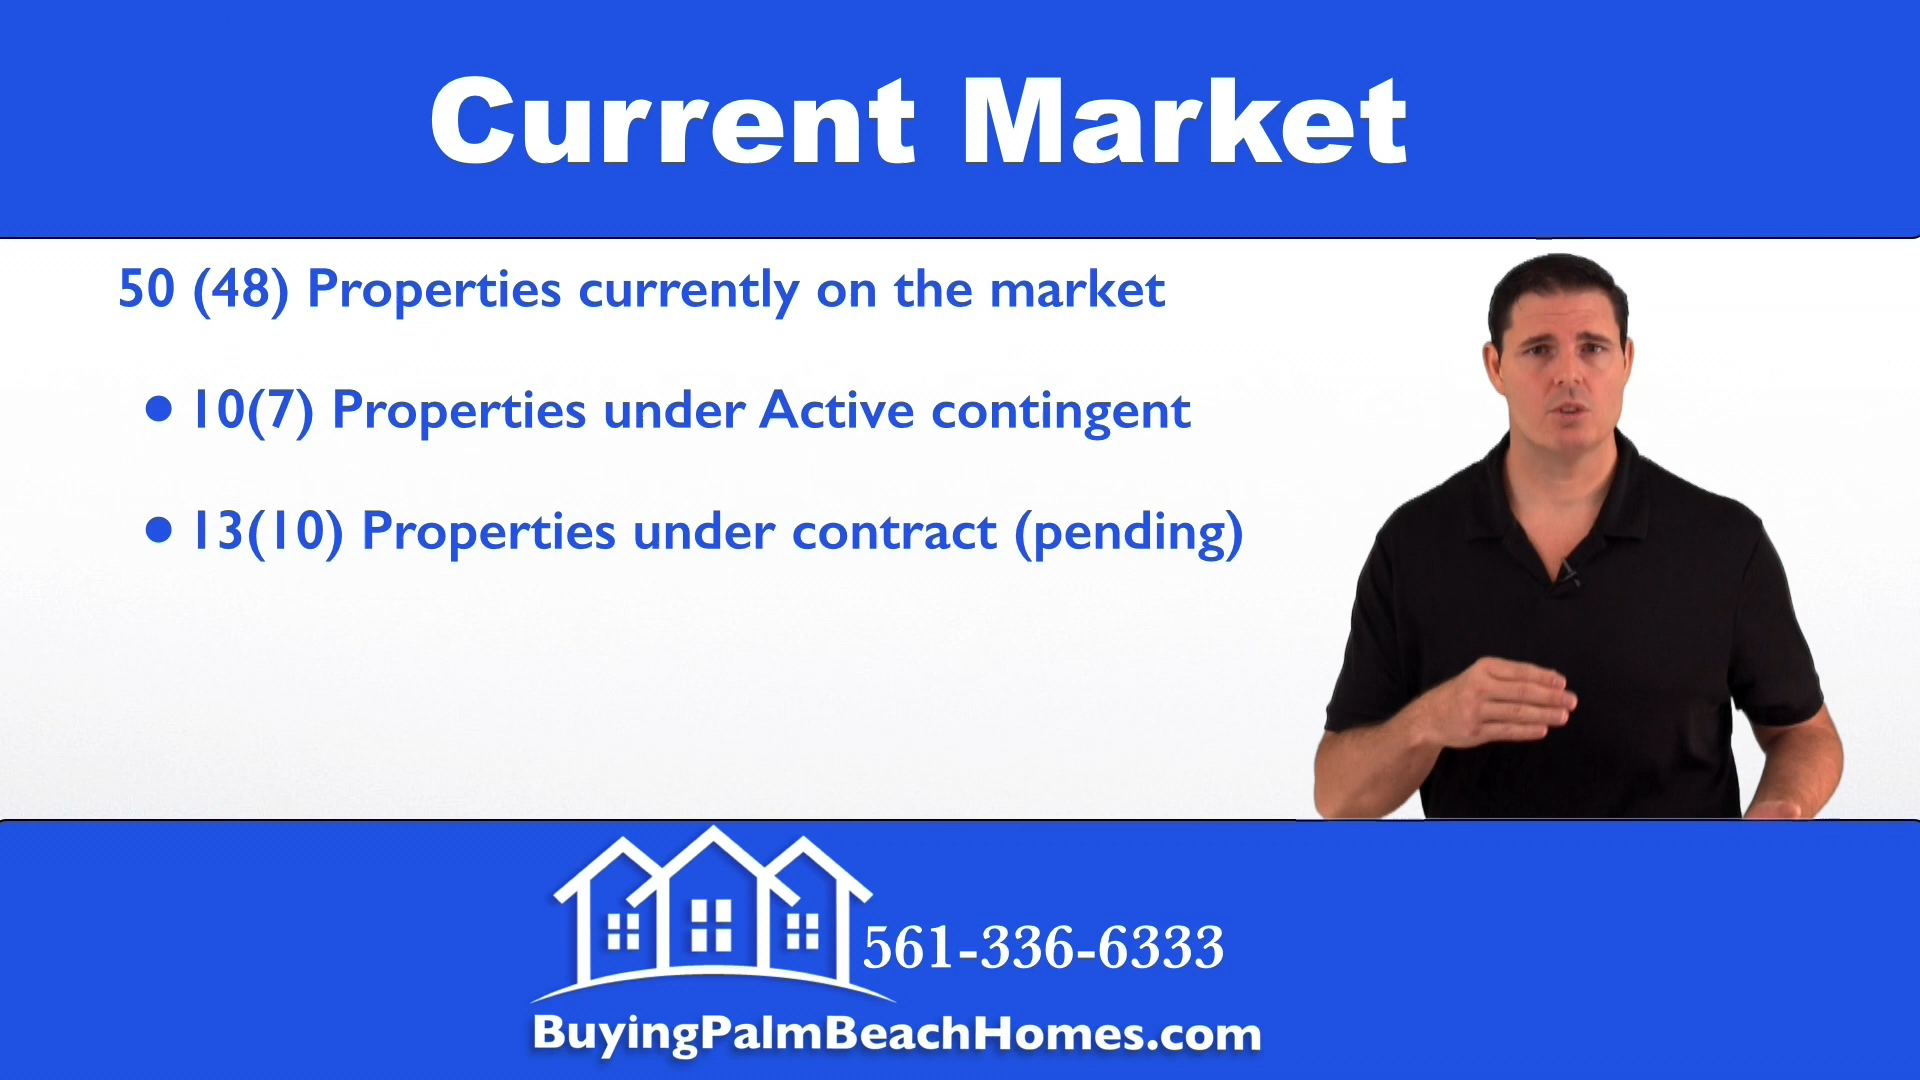 Current Market
50 (48) Properties currently on the market
• 10(7) Properties under Active contingent
• 13(10) Properties under contract (pending)
561-336-6333
BuyingPalmBeachHomes.com